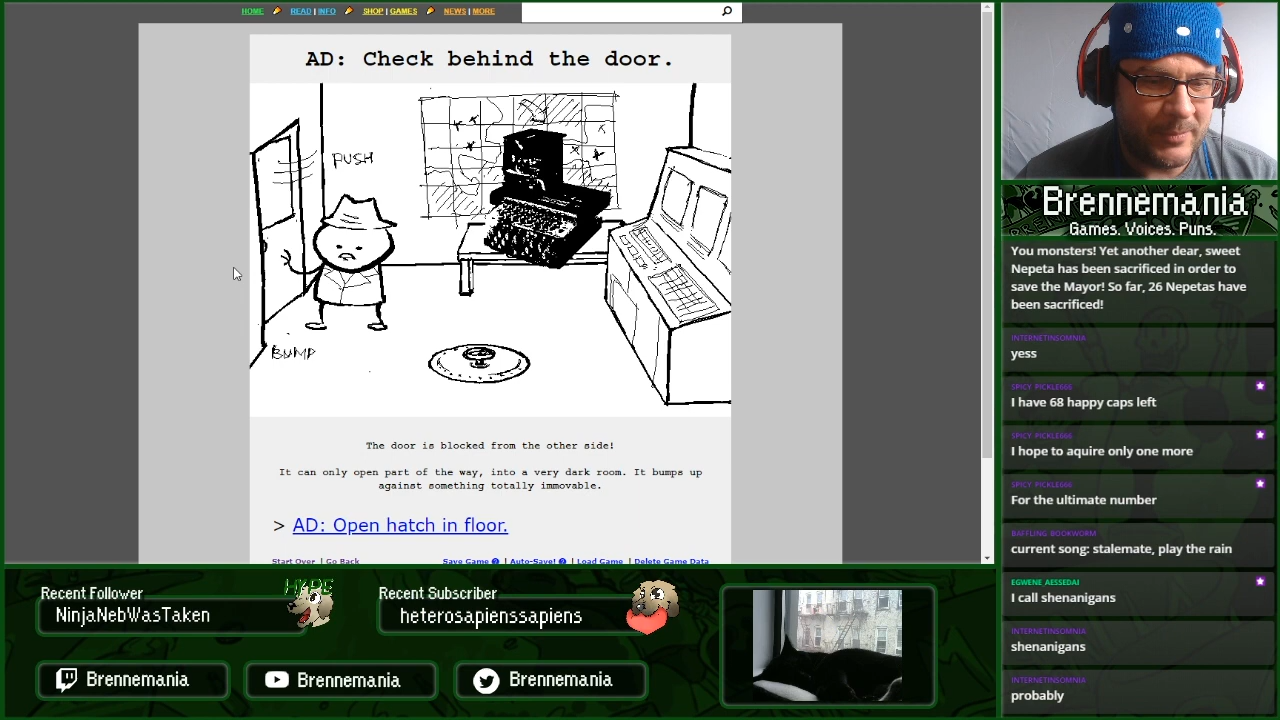 HOME READ | INFO SHOP | GAMES NEWS | MORE
AD: Check behind the door.
PUSH
BUMP
The door is blocked from the other side!
It can only open part of the way, into a very dark room. It bumps up
against something totally immovable.
> AD: Open hatch in floor.
Start Over | Go Back Save Game ? | Auto-Save! ? | Load Game | Delete Game Data
Brennemania
Games. Voices. Puns.
You monsters! Yet another dear, sweet
Nepeta has been sacrificed in order to
save the Mayor! So far, 26 Nepetas have
been sacrificed!
INTERNETINSOMNIA
yess
SPICY PICKLE666
I have 68 happy caps left
SPICY PICKLE666
I hope to aquire only one more
SPICY PICKLE666
For the ultimate number
BAFFLING BOOKWORM
current song: stalemate, play the rain
EGWENE AESSEDAI
I call shenanigans
INTERNETINSOMNIA
shenanigans
INTERNETINSOMNIA
probably
Recent Follower
NinjaNebWasTaken
HYPE
Recent Subscriber
heterosapienssapiens
Brennemania
Brennemania
Brennemania